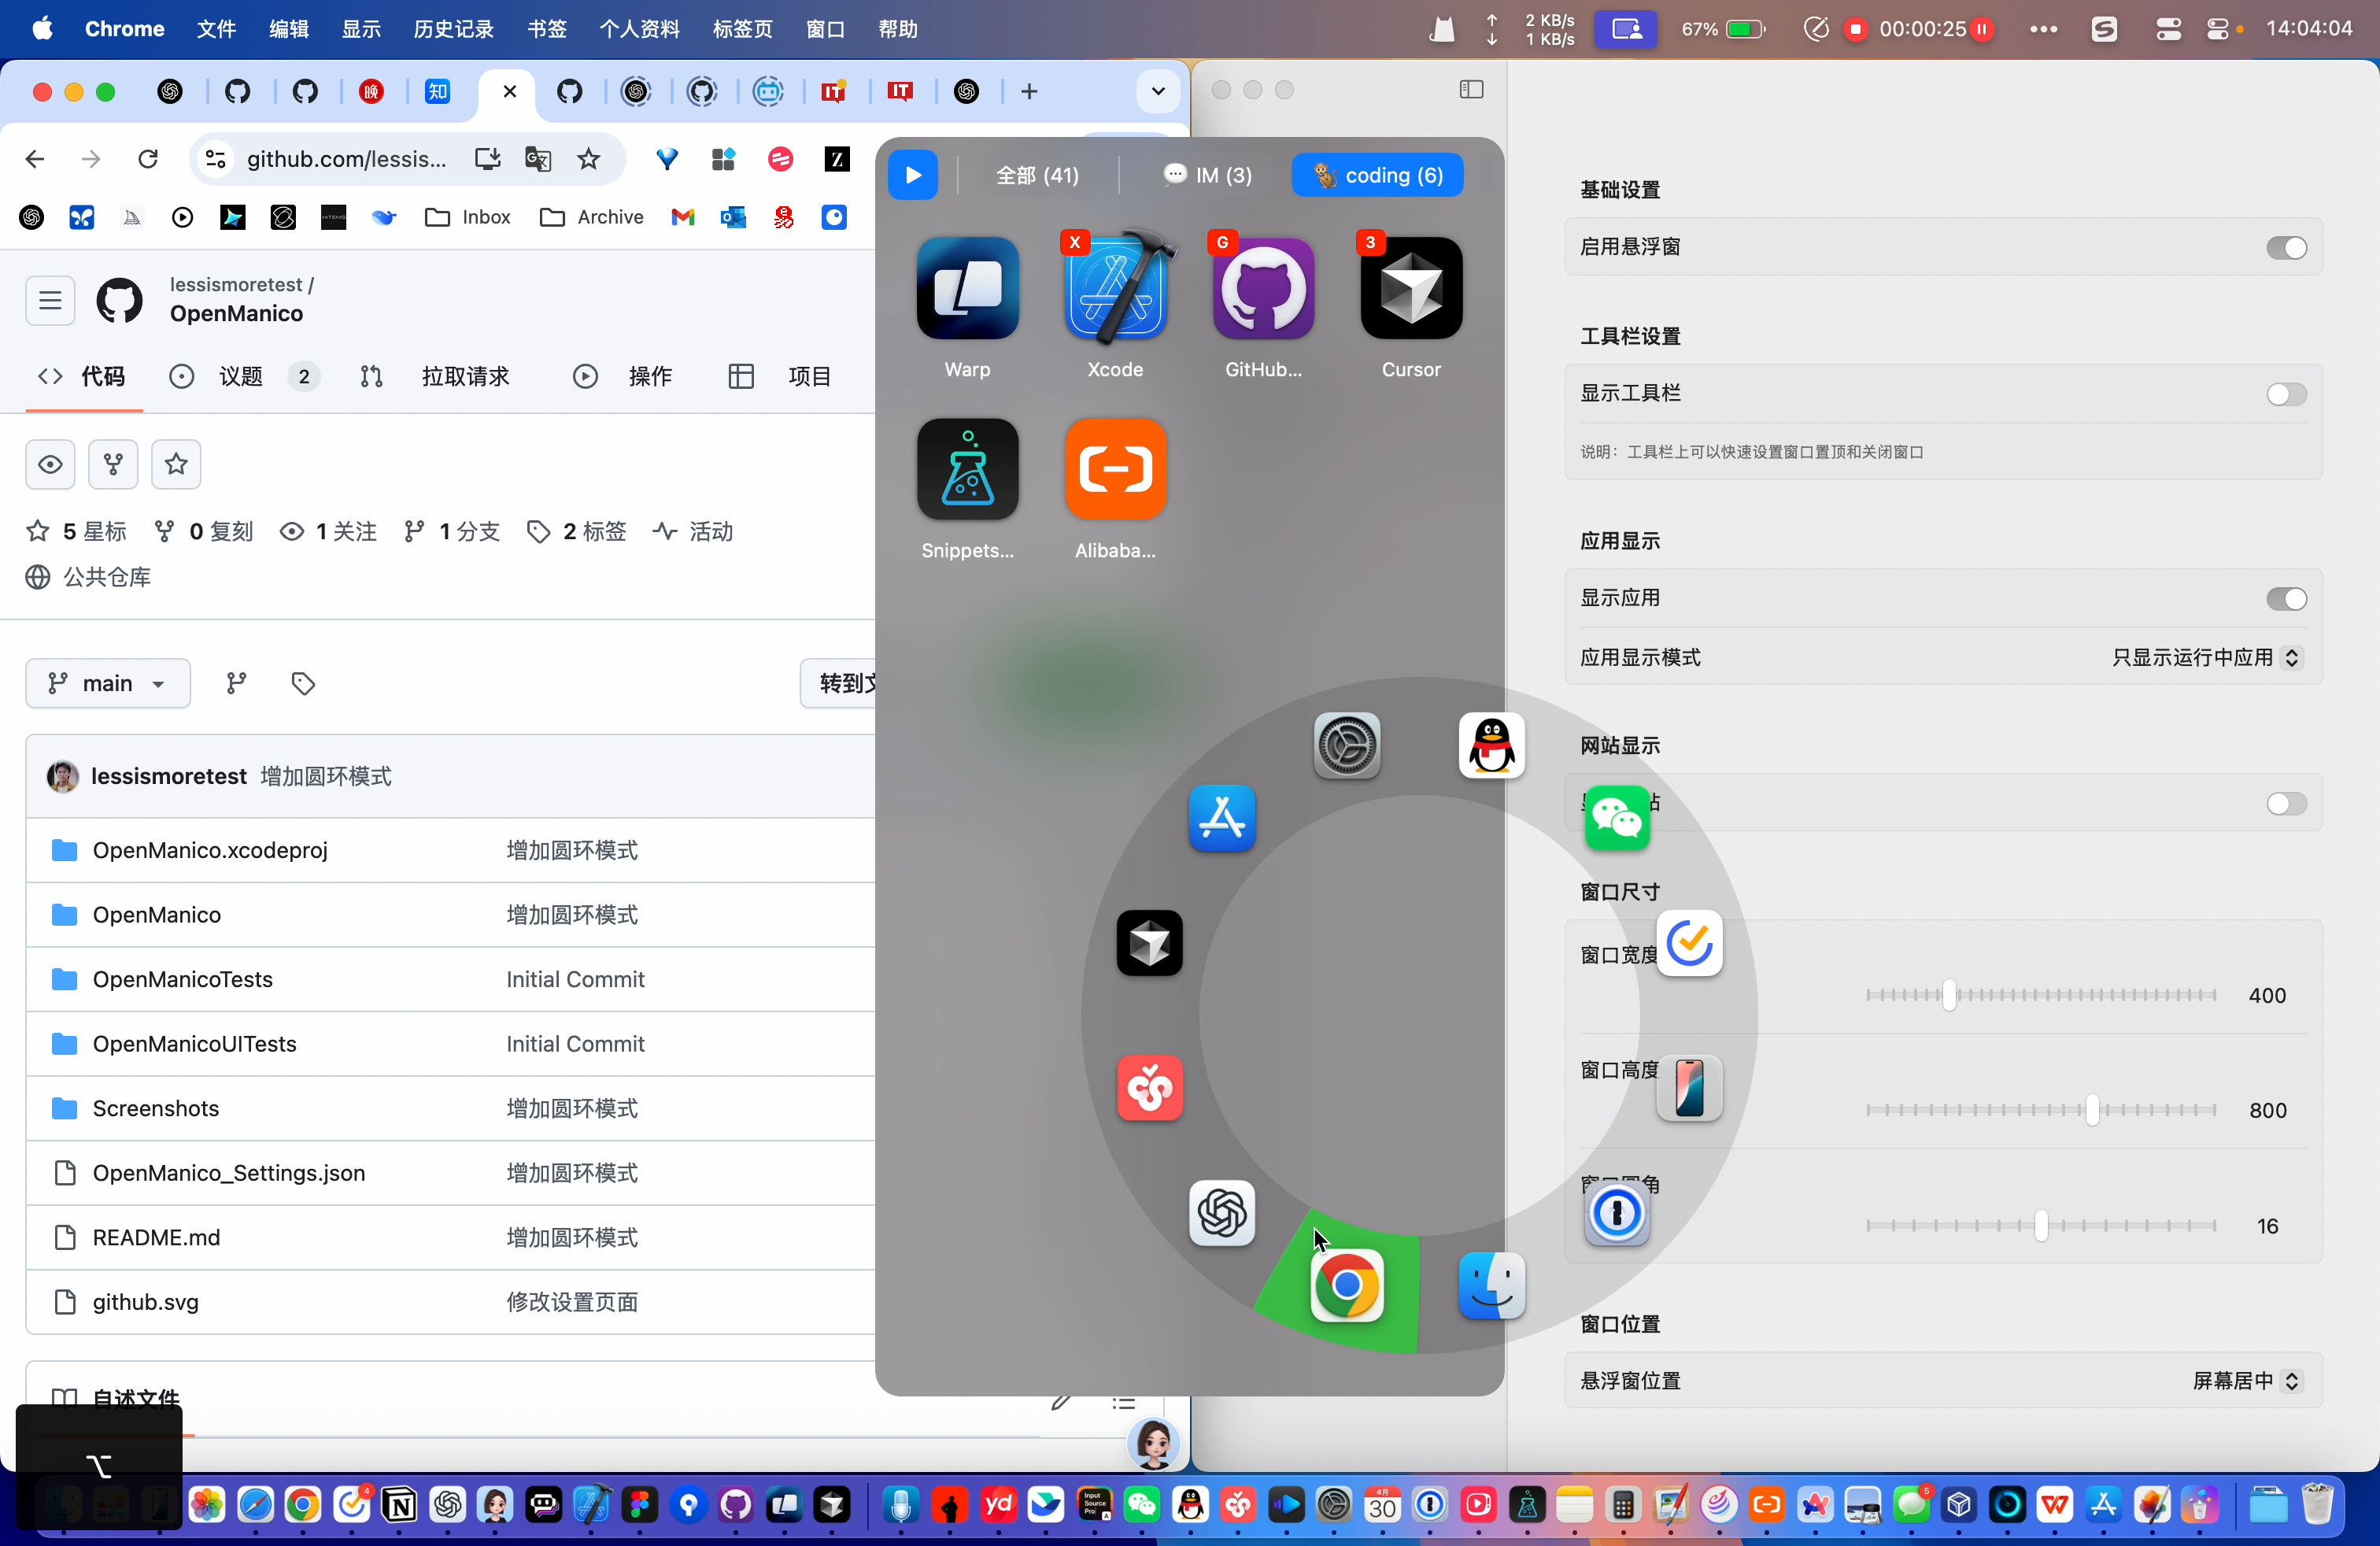 Chrome 文件 编辑 显示 历史记录 书签 个人资料 标签页 窗口 帮助
2 KB/s
1 KB/s
67%
00:00:25
14:04:04
晚 知 IT IT
github.com/lessis...
Z
Inbox Archive
全部 (41) IM (3) coding (6)
X G 3
Warp Xcode GitHub... Cursor
Snippets... Alibaba...
lessismoretest /
OpenManico
代码 议题 2 拉取请求 操作 项目
5 星标 0 复刻 1 关注 1 分支 2 标签 活动
公共仓库
main
转到文
lessismoretest 增加圆环模式
OpenManico.xcodeproj 增加圆环模式
OpenManico 增加圆环模式
OpenManicoTests Initial Commit
OpenManicoUITests Initial Commit
Screenshots 增加圆环模式
OpenManico_Settings.json 增加圆环模式
README.md 增加圆环模式
github.svg 修改设置页面
自述文件
基础设置
启用悬浮窗
工具栏设置
显示工具栏
说明：工具栏上可以快速设置窗口置顶和关闭窗口
应用显示
显示应用
应用显示模式 只显示运行中应用
网站显示
窗口尺寸
窗口宽度
400
窗口高度
800
16
窗口位置
悬浮窗位置 屏幕居中
⌥
4
yd
Input Source Pro
4月
30
5